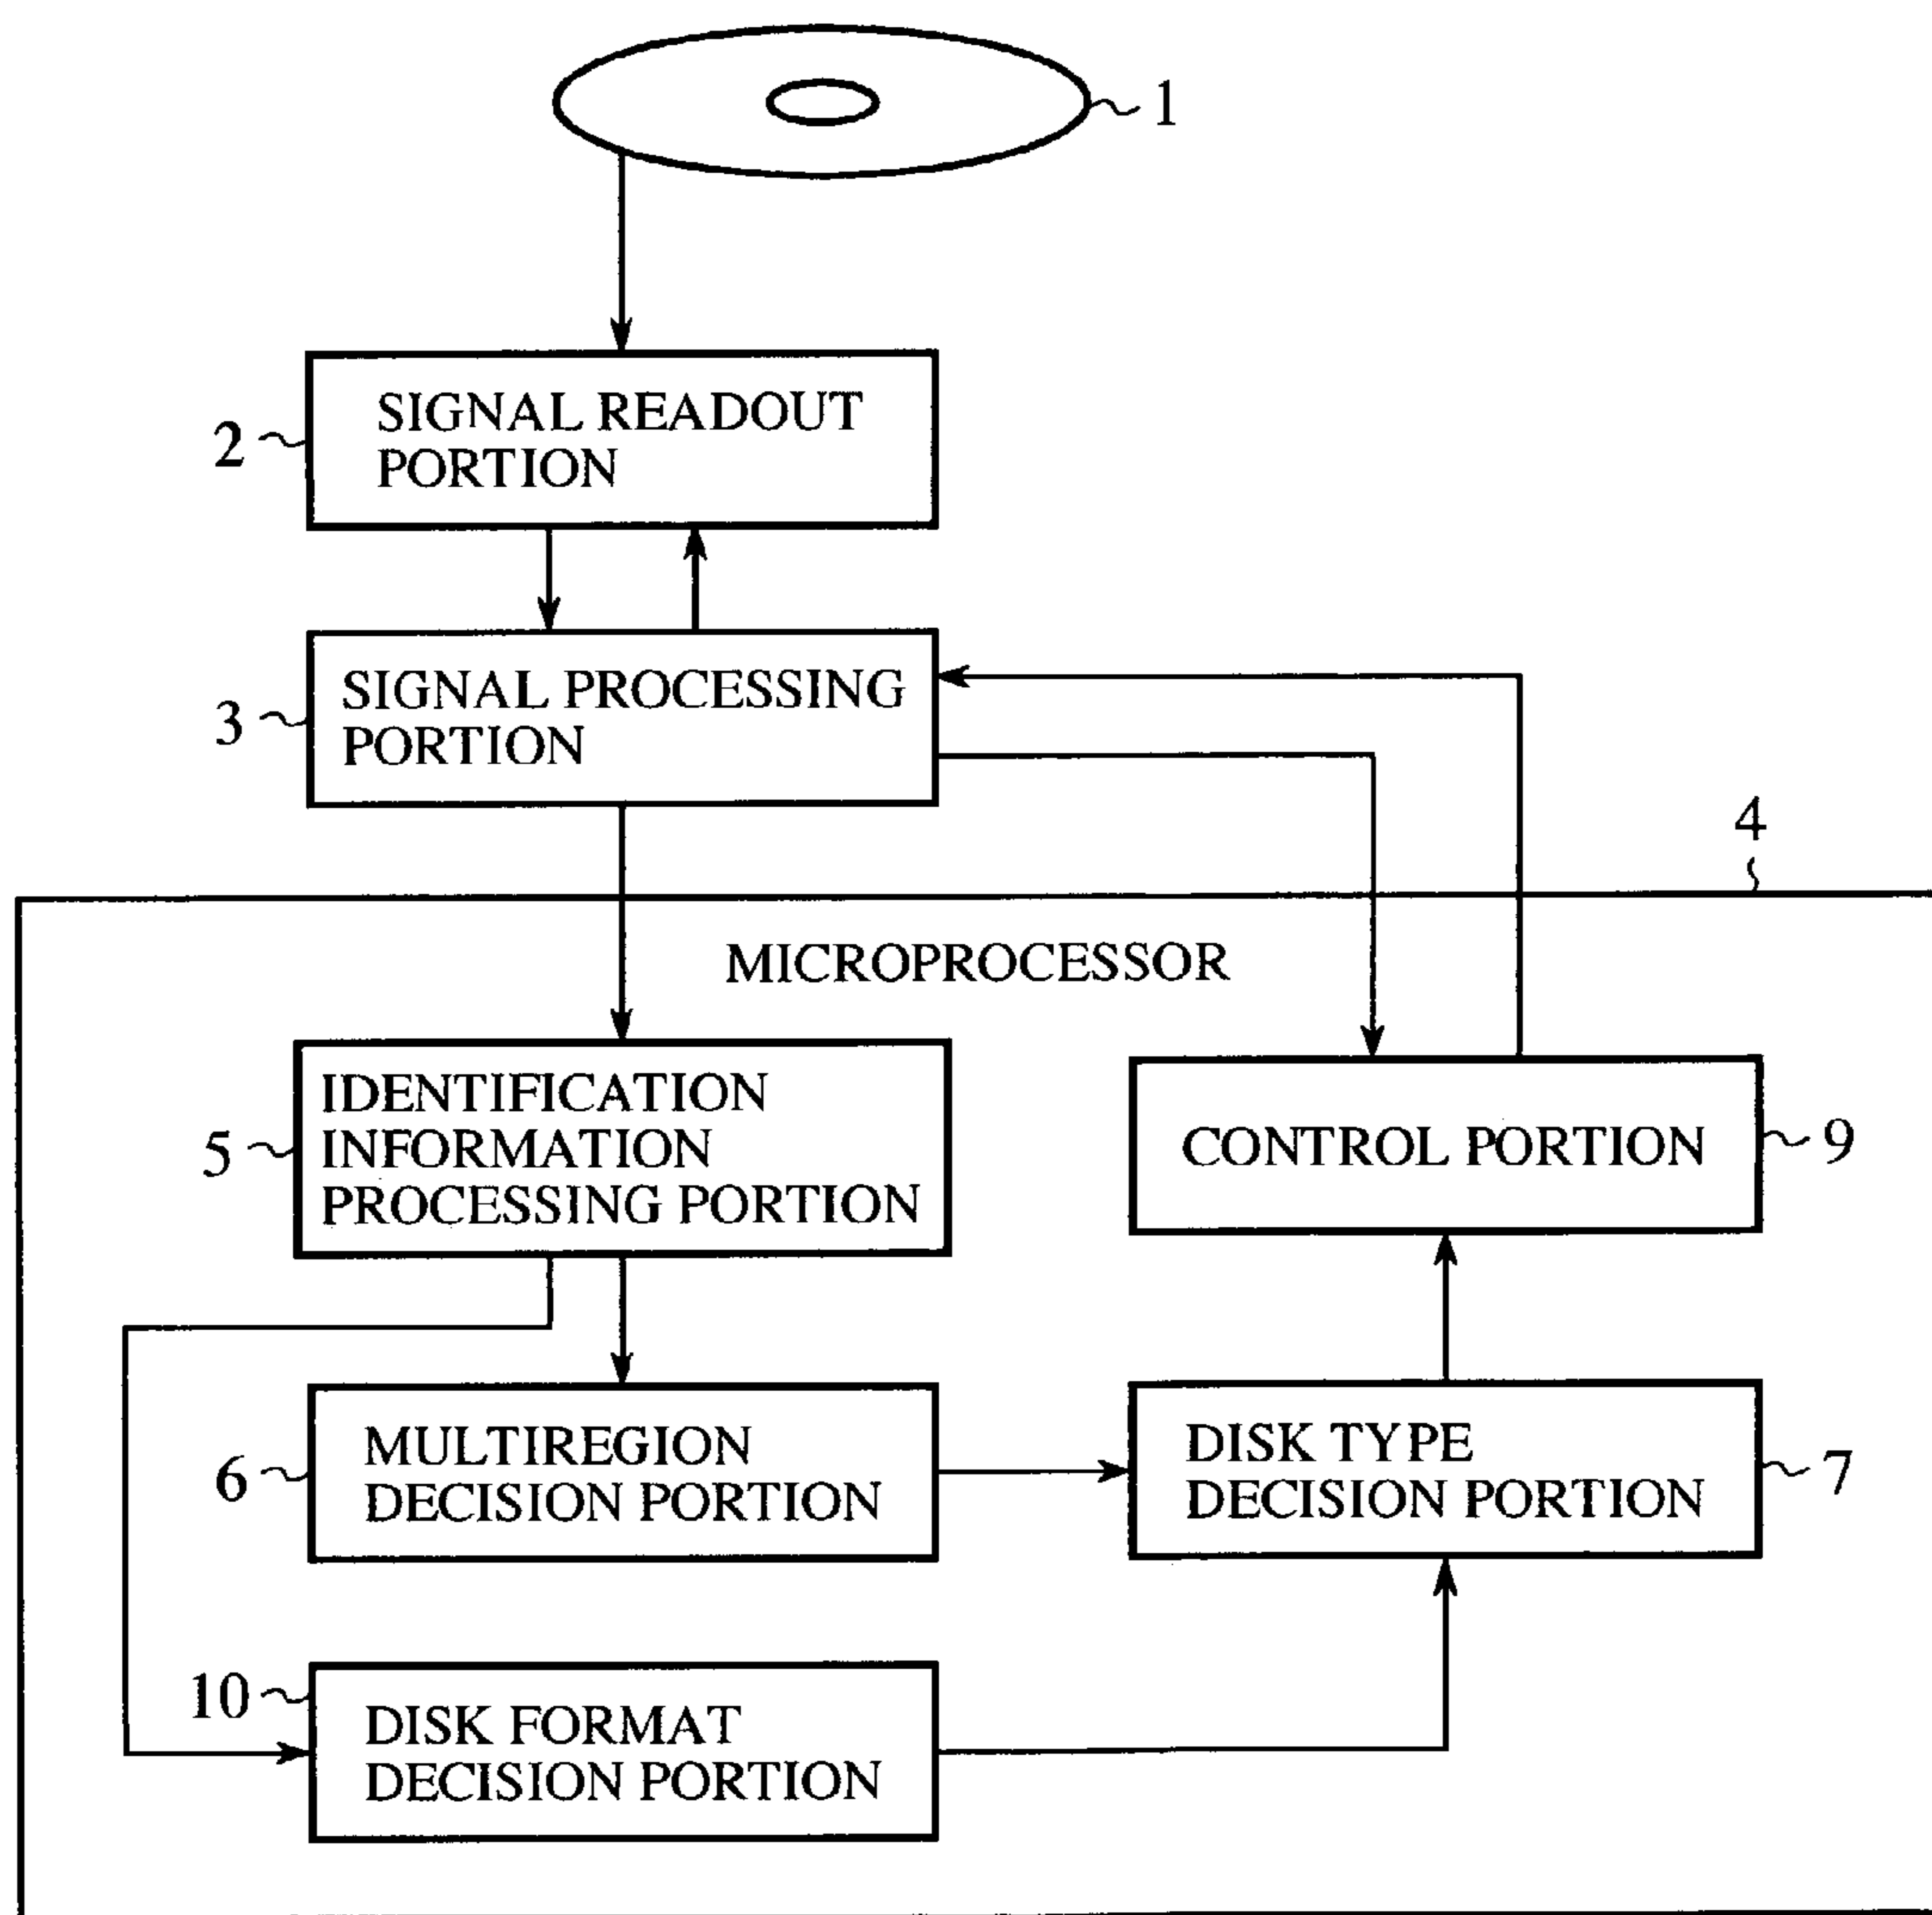 1
2
SIGNAL READOUT
PORTION
3
SIGNAL PROCESSING
PORTION
4
MICROPROCESSOR
5
IDENTIFICATION
INFORMATION
PROCESSING PORTION
CONTROL PORTION
9
6
MULTIREGION
DECISION PORTION
DISK TYPE
DECISION PORTION
7
10
DISK FORMAT
DECISION PORTION